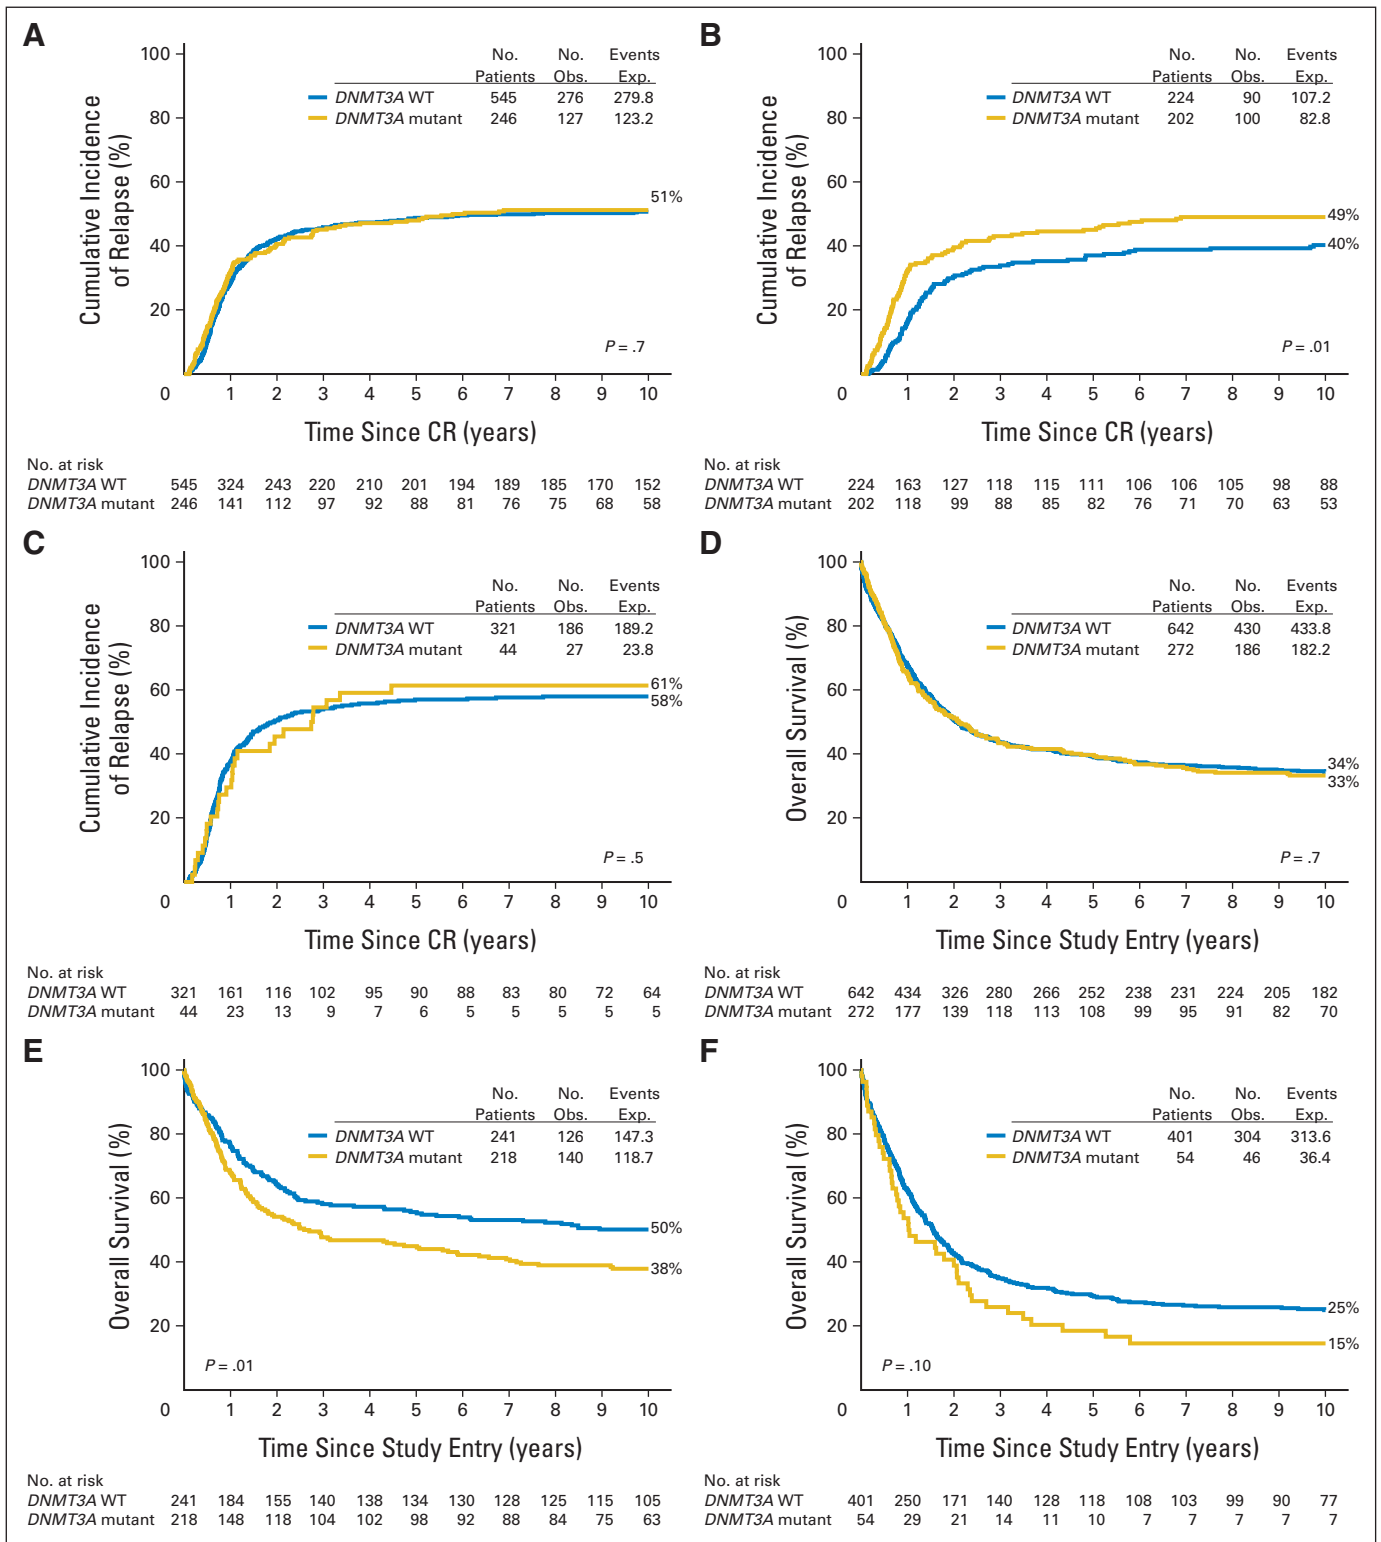 A
No. No. Events
Patients Obs. Exp.
DNMT3A WT 545 276 279.8
DNMT3A mutant 246 127 123.2
Cumulative Incidence
of Relapse (%)
100
80
60
40
20
51%
P = .7
0 1 2 3 4 5 6 7 8 9 10
Time Since CR (years)
No. at risk
DNMT3A WT 545 324 243 220 210 201 194 189 185 170 152
DNMT3A mutant 246 141 112 97 92 88 81 76 75 68 58
B
No. No. Events
Patients Obs. Exp.
DNMT3A WT 224 90 107.2
DNMT3A mutant 202 100 82.8
Cumulative Incidence
of Relapse (%)
100
80
60
40
20
49%
40%
P = .01
0 1 2 3 4 5 6 7 8 9 10
Time Since CR (years)
No. at risk
DNMT3A WT 224 163 127 118 115 111 106 106 105 98 88
DNMT3A mutant 202 118 99 88 85 82 76 71 70 63 53
C
No. No. Events
Patients Obs. Exp.
DNMT3A WT 321 186 189.2
DNMT3A mutant 44 27 23.8
Cumulative Incidence
of Relapse (%)
100
80
60
40
20
61%
58%
P = .5
0 1 2 3 4 5 6 7 8 9 10
Time Since CR (years)
No. at risk
DNMT3A WT 321 161 116 102 95 90 88 83 80 72 64
DNMT3A mutant 44 23 13 9 7 6 5 5 5 5 5
D
No. No. Events
Patients Obs. Exp.
DNMT3A WT 642 430 433.8
DNMT3A mutant 272 186 182.2
Overall Survival (%)
100
80
60
40
20
34%
33%
P = .7
0 1 2 3 4 5 6 7 8 9 10
Time Since Study Entry (years)
No. at risk
DNMT3A WT 642 434 326 280 266 252 238 231 224 205 182
DNMT3A mutant 272 177 139 118 113 108 99 95 91 82 70
E
No. No. Events
Patients Obs. Exp.
DNMT3A WT 241 126 147.3
DNMT3A mutant 218 140 118.7
Overall Survival (%)
100
80
60
40
20
50%
38%
P = .01
0 1 2 3 4 5 6 7 8 9 10
Time Since Study Entry (years)
No. at risk
DNMT3A WT 241 184 155 140 138 134 130 128 125 115 105
DNMT3A mutant 218 148 118 104 102 98 92 88 84 75 63
F
No. No. Events
Patients Obs. Exp.
DNMT3A WT 401 304 313.6
DNMT3A mutant 54 46 36.4
Overall Survival (%)
100
80
60
40
20
25%
15%
P = .10
0 1 2 3 4 5 6 7 8 9 10
Time Since Study Entry (years)
No. at risk
DNMT3A WT 401 250 171 140 128 118 108 103 99 90 77
DNMT3A mutant 54 29 21 14 11 10 7 7 7 7 7